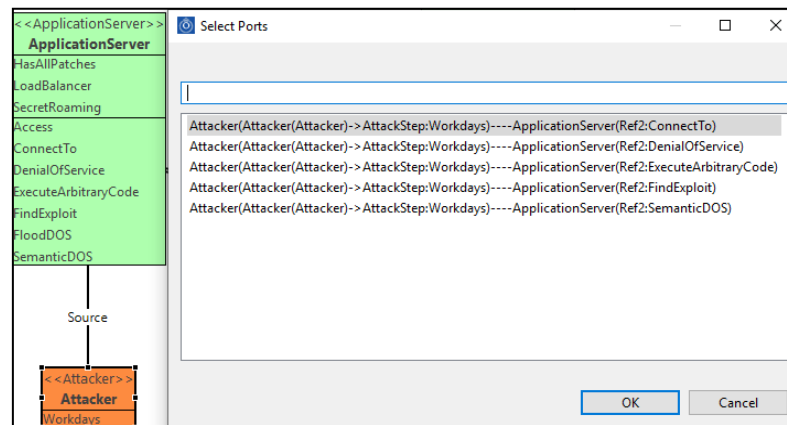 <<ApplicationServer>>
ApplicationServer
HasAllPatches
LoadBalancer
SecretRoaming
Access
ConnectTo
DenialOfService
ExecuteArbitraryCode
FindExploit
FloodDOS
SemanticDOS
Source
<<Attacker>>
Attacker
Workdays
Select Ports
Attacker(Attacker(Attacker)->AttackStep:Workdays)----ApplicationServer(Ref2:ConnectTo)
Attacker(Attacker(Attacker)->AttackStep:Workdays)----ApplicationServer(Ref2:DenialOfService)
Attacker(Attacker(Attacker)->AttackStep:Workdays)----ApplicationServer(Ref2:ExecuteArbitraryCode)
Attacker(Attacker(Attacker)->AttackStep:Workdays)----ApplicationServer(Ref2:FindExploit)
Attacker(Attacker(Attacker)->AttackStep:Workdays)----ApplicationServer(Ref2:SemanticDOS)
OK
Cancel